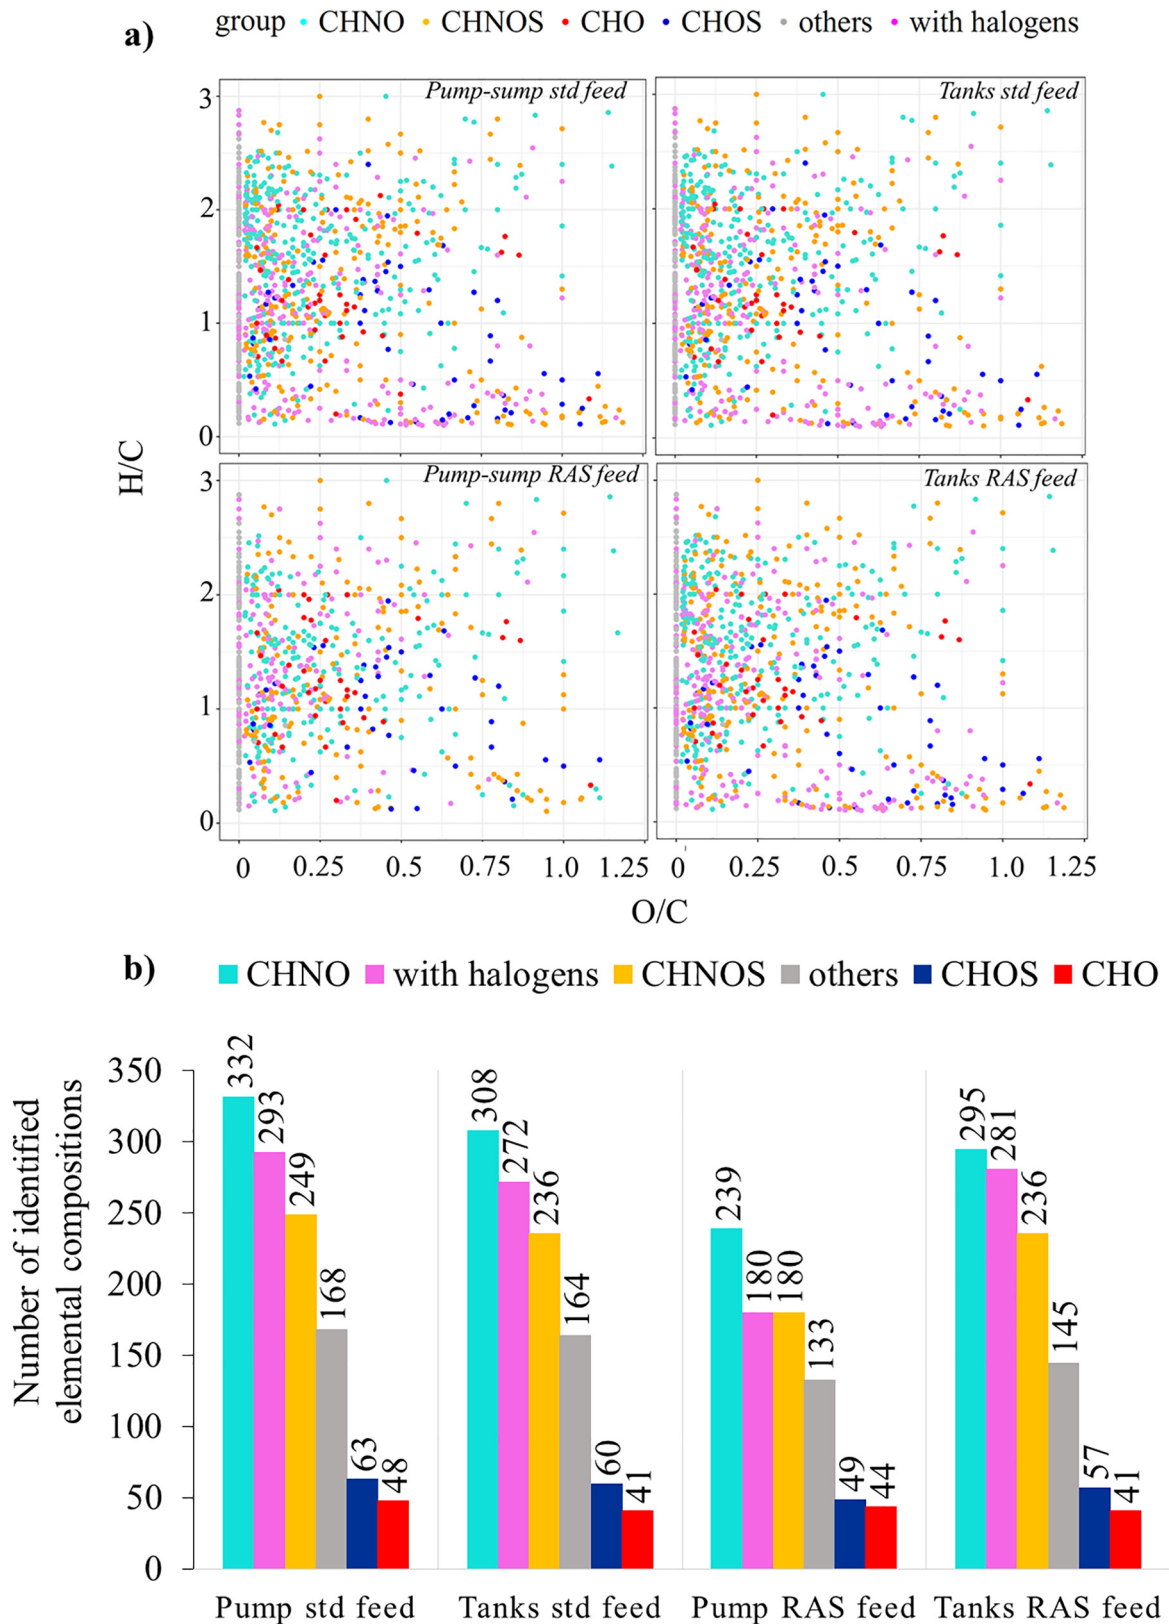 a) group CHNO CHNOS CHO CHOS others with halogens
Pump-sump std feed Tanks std feed
3
2
1
0
Pump-sump RAS feed Tanks RAS feed
3
2
1
0
H/C
0 0.25 0.5 0.75 1.0 1.25 0 0.25 0.5 0.75 1.0 1.25
O/C
b) CHNO with halogens CHNOS others CHOS CHO
Number of identified
elemental compositions
350
300
250
200
150
100
50
0
332 293 249 168 63 48
308 272 236 164 60 41
239 180 180 133 49 44
295 281 236 145 57 41
Pump std feed Tanks std feed Pump RAS feed Tanks RAS feed